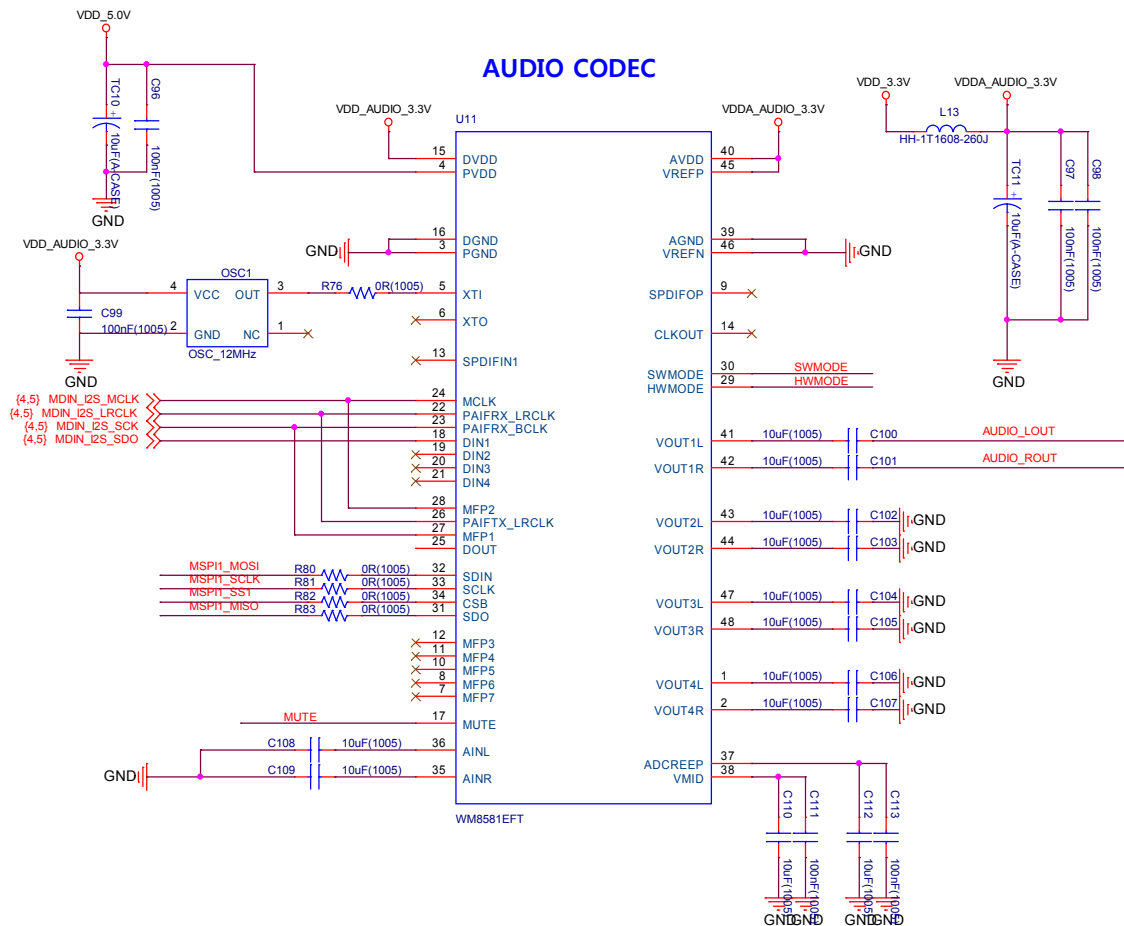 AUDIO CODEC
VDD_5.0V
TC10
+
10uF(A-CASE)
C96
100nF(1005)
GND
VDD_AUDIO_3.3V
VDD_AUDIO_3.3V
OSC1
4 VCC OUT 3
2 GND NC 1
OSC_12MHz
C99
100nF(1005)
GND
R76 0R(1005)
GND
{4,5} MDIN_I2S_MCLK
{4,5} MDIN_I2S_LRCLK
{4,5} MDIN_I2S_SCK
{4,5} MDIN_I2S_SDO
MSPI1_MOSI R80 0R(1005)
MSPI1_SCLK R81 0R(1005)
MSPI1_SS1 R82 0R(1005)
MSPI1_MISO R83 0R(1005)
MUTE
C108 10uF(1005)
C109 10uF(1005)
GND
U11
15 DVDD
4 PVDD
16 DGND
3 PGND
5 XTI
6 XTO
13 SPDIFIN1
24 MCLK
22 PAIFRX_LRCLK
23 PAIFRX_BCLK
18 DIN1
19 DIN2
20 DIN3
21 DIN4
28 MFP2
26 PAIFTX_LRCLK
27 MFP1
25 DOUT
32 SDIN
33 SCLK
34 CSB
31 SDO
12 MFP3
11 MFP4
10 MFP5
8 MFP6
7 MFP7
17 MUTE
36 AINL
35 AINR
WM8581EFT
VDDA_AUDIO_3.3V
AVDD 40
VREFP 45
AGND 39
VREFN 46
GND
SPDIFOP 9
CLKOUT 14
SWMODE 30 SWMODE
HWMODE 29 HWMODE
VOUT1L 41 10uF(1005) C100 AUDIO_LOUT
VOUT1R 42 10uF(1005) C101 AUDIO_ROUT
VOUT2L 43 10uF(1005) C102 GND
VOUT2R 44 10uF(1005) C103 GND
VOUT3L 47 10uF(1005) C104 GND
VOUT3R 48 10uF(1005) C105 GND
VOUT4L 1 10uF(1005) C106 GND
VOUT4R 2 10uF(1005) C107 GND
ADCREEP 37
VMID 38
C110
10uF(1005)
GND
C111
100nF(1005)
GND
C112
10uF(1005)
GND
C113
100nF(1005)
GND
VDD_3.3V
L13
HH-1T1608-260J
VDDA_AUDIO_3.3V
TC11
+
10uF(A-CASE)
C97
100nF(1005)
C98
100nF(1005)
GND